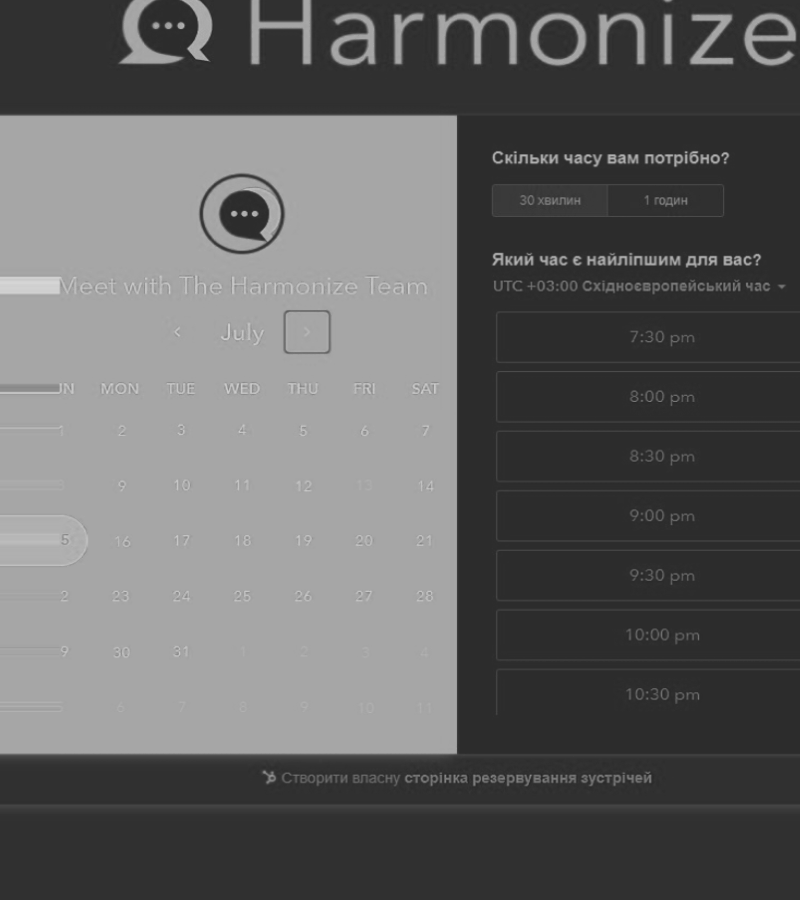 Harmonize
Meet with The Harmonize Team
July
UN MON TUE WED THU FRI SAT
1 2 3 4 5 6 7
9 10 11 12 13 14
5 16 17 18 19 20 21
2 23 24 25 26 27 28
9 30 31 1 2 3 4
6 7 8 9 10 11
Скільки часу вам потрібно?
30 хвилин 1 годин
Який час є найліпшим для вас?
UTC +03:00 Східноєвропейський час
7:30 pm
8:00 pm
8:30 pm
9:00 pm
9:30 pm
10:00 pm
10:30 pm
Створити власну сторінка резервування зустрічей